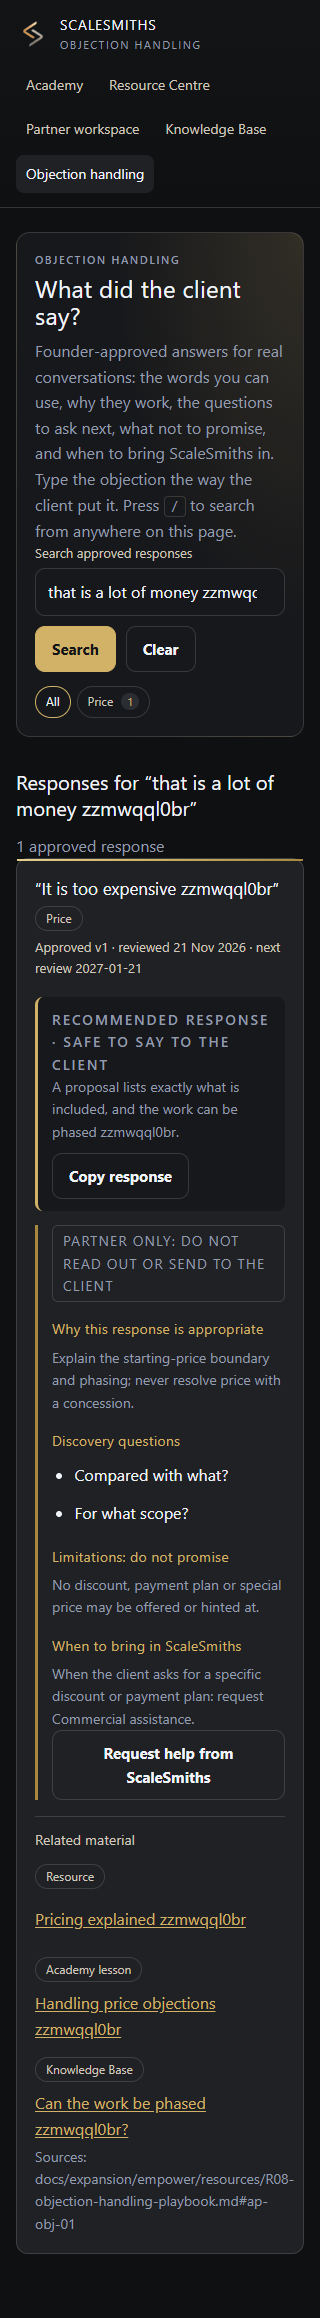 SCALESMITHS
OBJECTION HANDLING
Academy Resource Centre
Partner workspace Knowledge Base
Objection handling
OBJECTION HANDLING
What did the client
say?
Founder-approved answers for real
conversations: the words you can
use, why they work, the questions
to ask next, what not to promise,
and when to bring ScaleSmiths in.
Type the objection the way the
client put it. Press / to search
from anywhere on this page.
Search approved responses
that is a lot of money zzmwqc
Search Clear
All Price 1
Responses for “that is a lot of
money zzmwqql0br”
1 approved response
“It is too expensive zzmwqql0br”
Price
Approved v1 · reviewed 21 Nov 2026 · next
review 2027-01-21
RECOMMENDED RESPONSE
· SAFE TO SAY TO THE
CLIENT
A proposal lists exactly what is
included, and the work can be
phased zzmwqql0br.
Copy response
PARTNER ONLY: DO NOT
READ OUT OR SEND TO THE
CLIENT
Why this response is appropriate
Explain the starting-price boundary
and phasing; never resolve price with
a concession.
Discovery questions
• Compared with what?
• For what scope?
Limitations: do not promise
No discount, payment plan or special
price may be offered or hinted at.
When to bring in ScaleSmiths
When the client asks for a specific
discount or payment plan: request
Commercial assistance.
Request help from
ScaleSmiths
Related material
Resource
Pricing explained zzmwqql0br
Academy lesson
Handling price objections
zzmwqql0br
Knowledge Base
Can the work be phased
zzmwqql0br?
Sources:
docs/expansion/empower/resources/R08-
objection-handling-playbook.md#ap-
obj-01